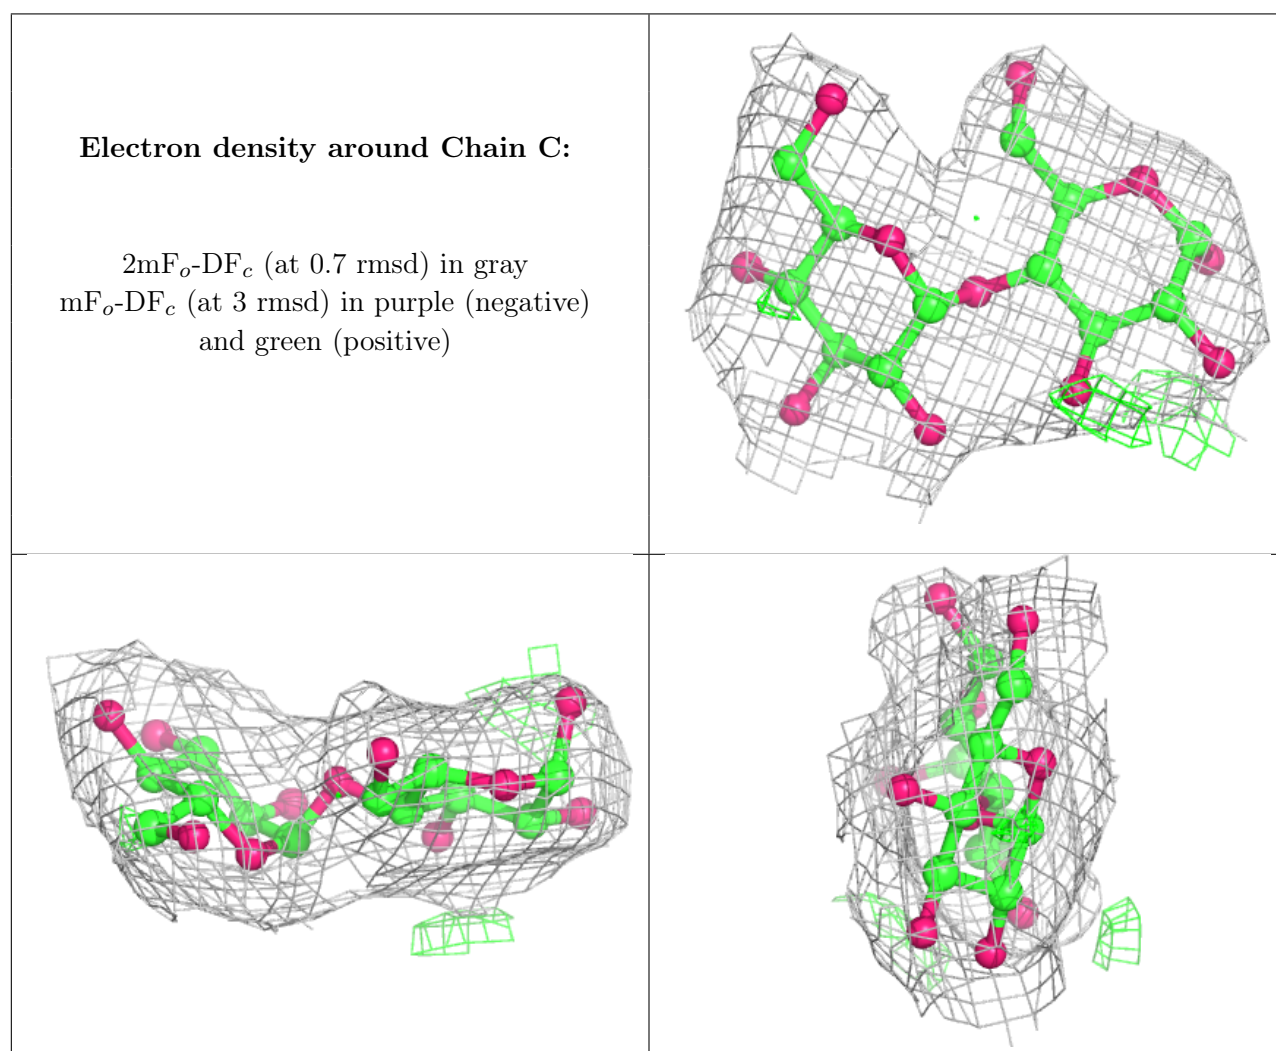 Electron density around Chain C:
2mFₒ-DF𝒸 (at 0.7 rmsd) in gray
mFₒ-DF𝒸 (at 3 rmsd) in purple (negative)
and green (positive)